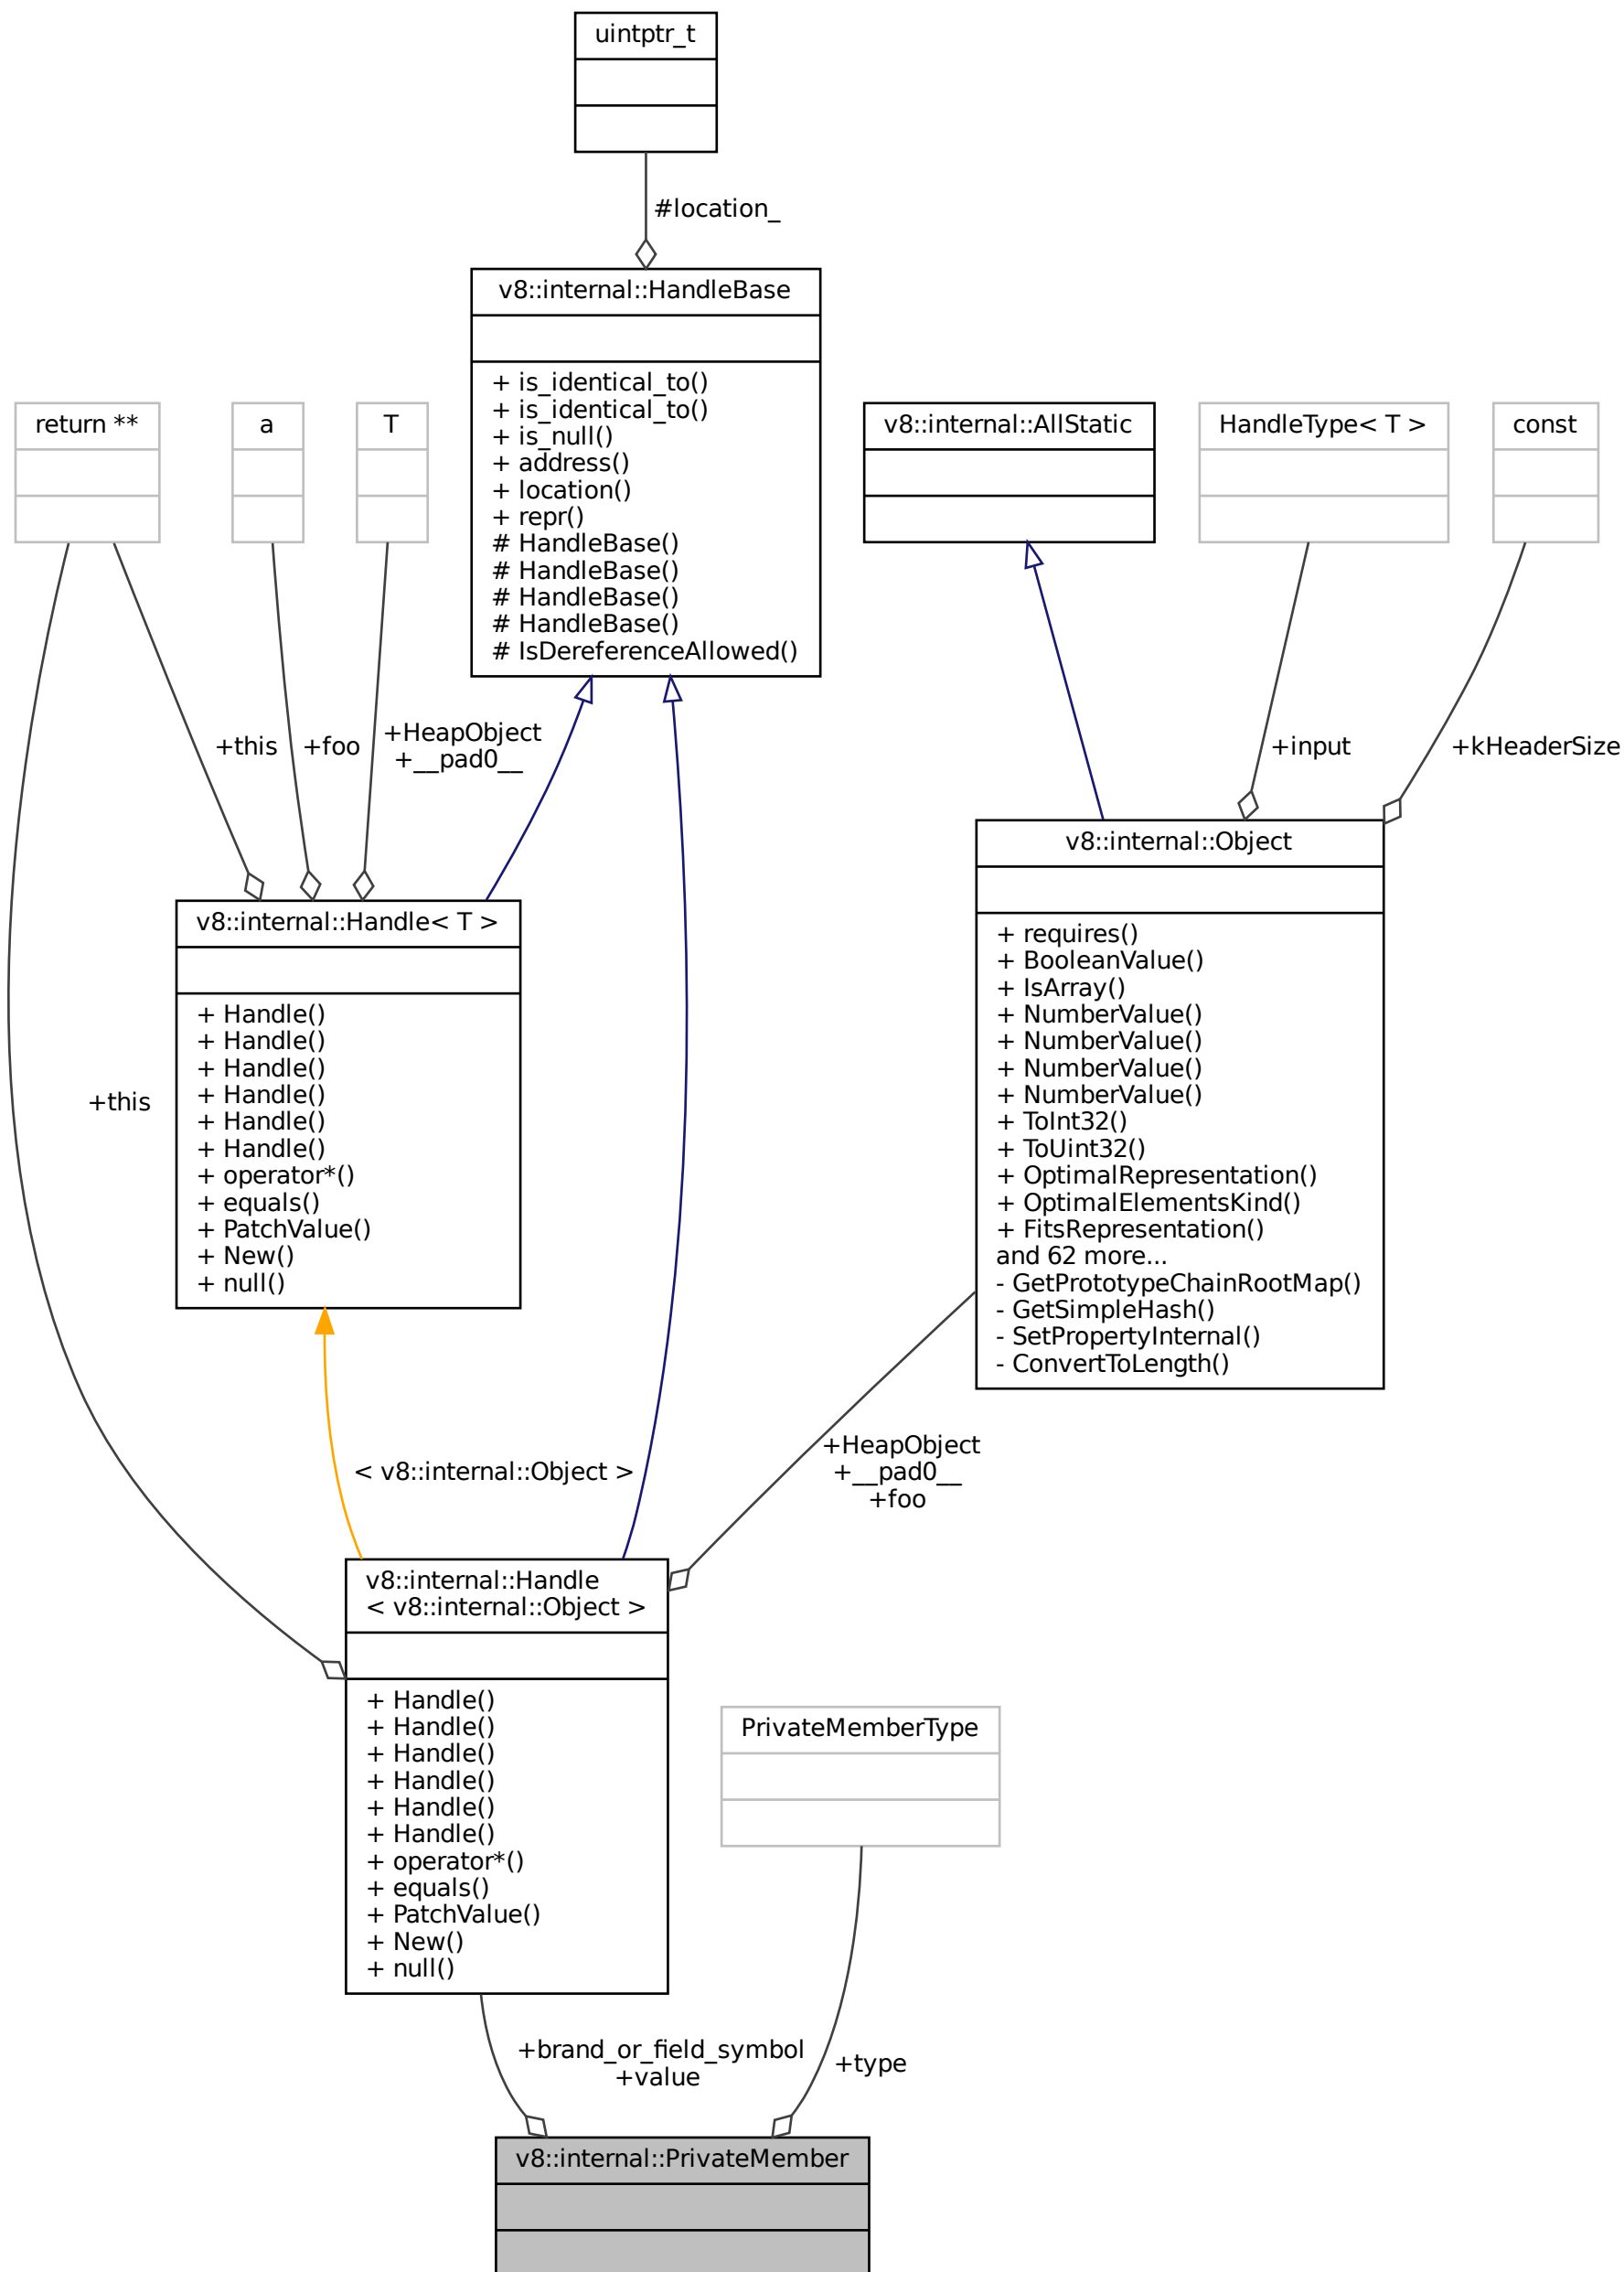 uintptr_t
#location_
v8::internal::HandleBase
+ is_identical_to()
+ is_identical_to()
+ is_null()
+ address()
+ location()
+ repr()
# HandleBase()
# HandleBase()
# HandleBase()
# HandleBase()
# IsDereferenceAllowed()
return **
a
T
v8::internal::AllStatic
HandleType< T >
const
+this
+foo
+HeapObject
+__pad0__
+input
+kHeaderSize
v8::internal::Handle< T >
+ Handle()
+ Handle()
+ Handle()
+ Handle()
+ Handle()
+ Handle()
+ operator*()
+ equals()
+ PatchValue()
+ New()
+ null()
v8::internal::Object
+ requires()
+ BooleanValue()
+ IsArray()
+ NumberValue()
+ NumberValue()
+ NumberValue()
+ NumberValue()
+ ToInt32()
+ ToUint32()
+ OptimalRepresentation()
+ OptimalElementsKind()
+ FitsRepresentation()
and 62 more...
- GetPrototypeChainRootMap()
- GetSimpleHash()
- SetPropertyInternal()
- ConvertToLength()
+this
< v8::internal::Object >
+HeapObject
+__pad0__
+foo
v8::internal::Handle
< v8::internal::Object >
+ Handle()
+ Handle()
+ Handle()
+ Handle()
+ Handle()
+ Handle()
+ operator*()
+ equals()
+ PatchValue()
+ New()
+ null()
PrivateMemberType
+brand_or_field_symbol
+value
+type
v8::internal::PrivateMember